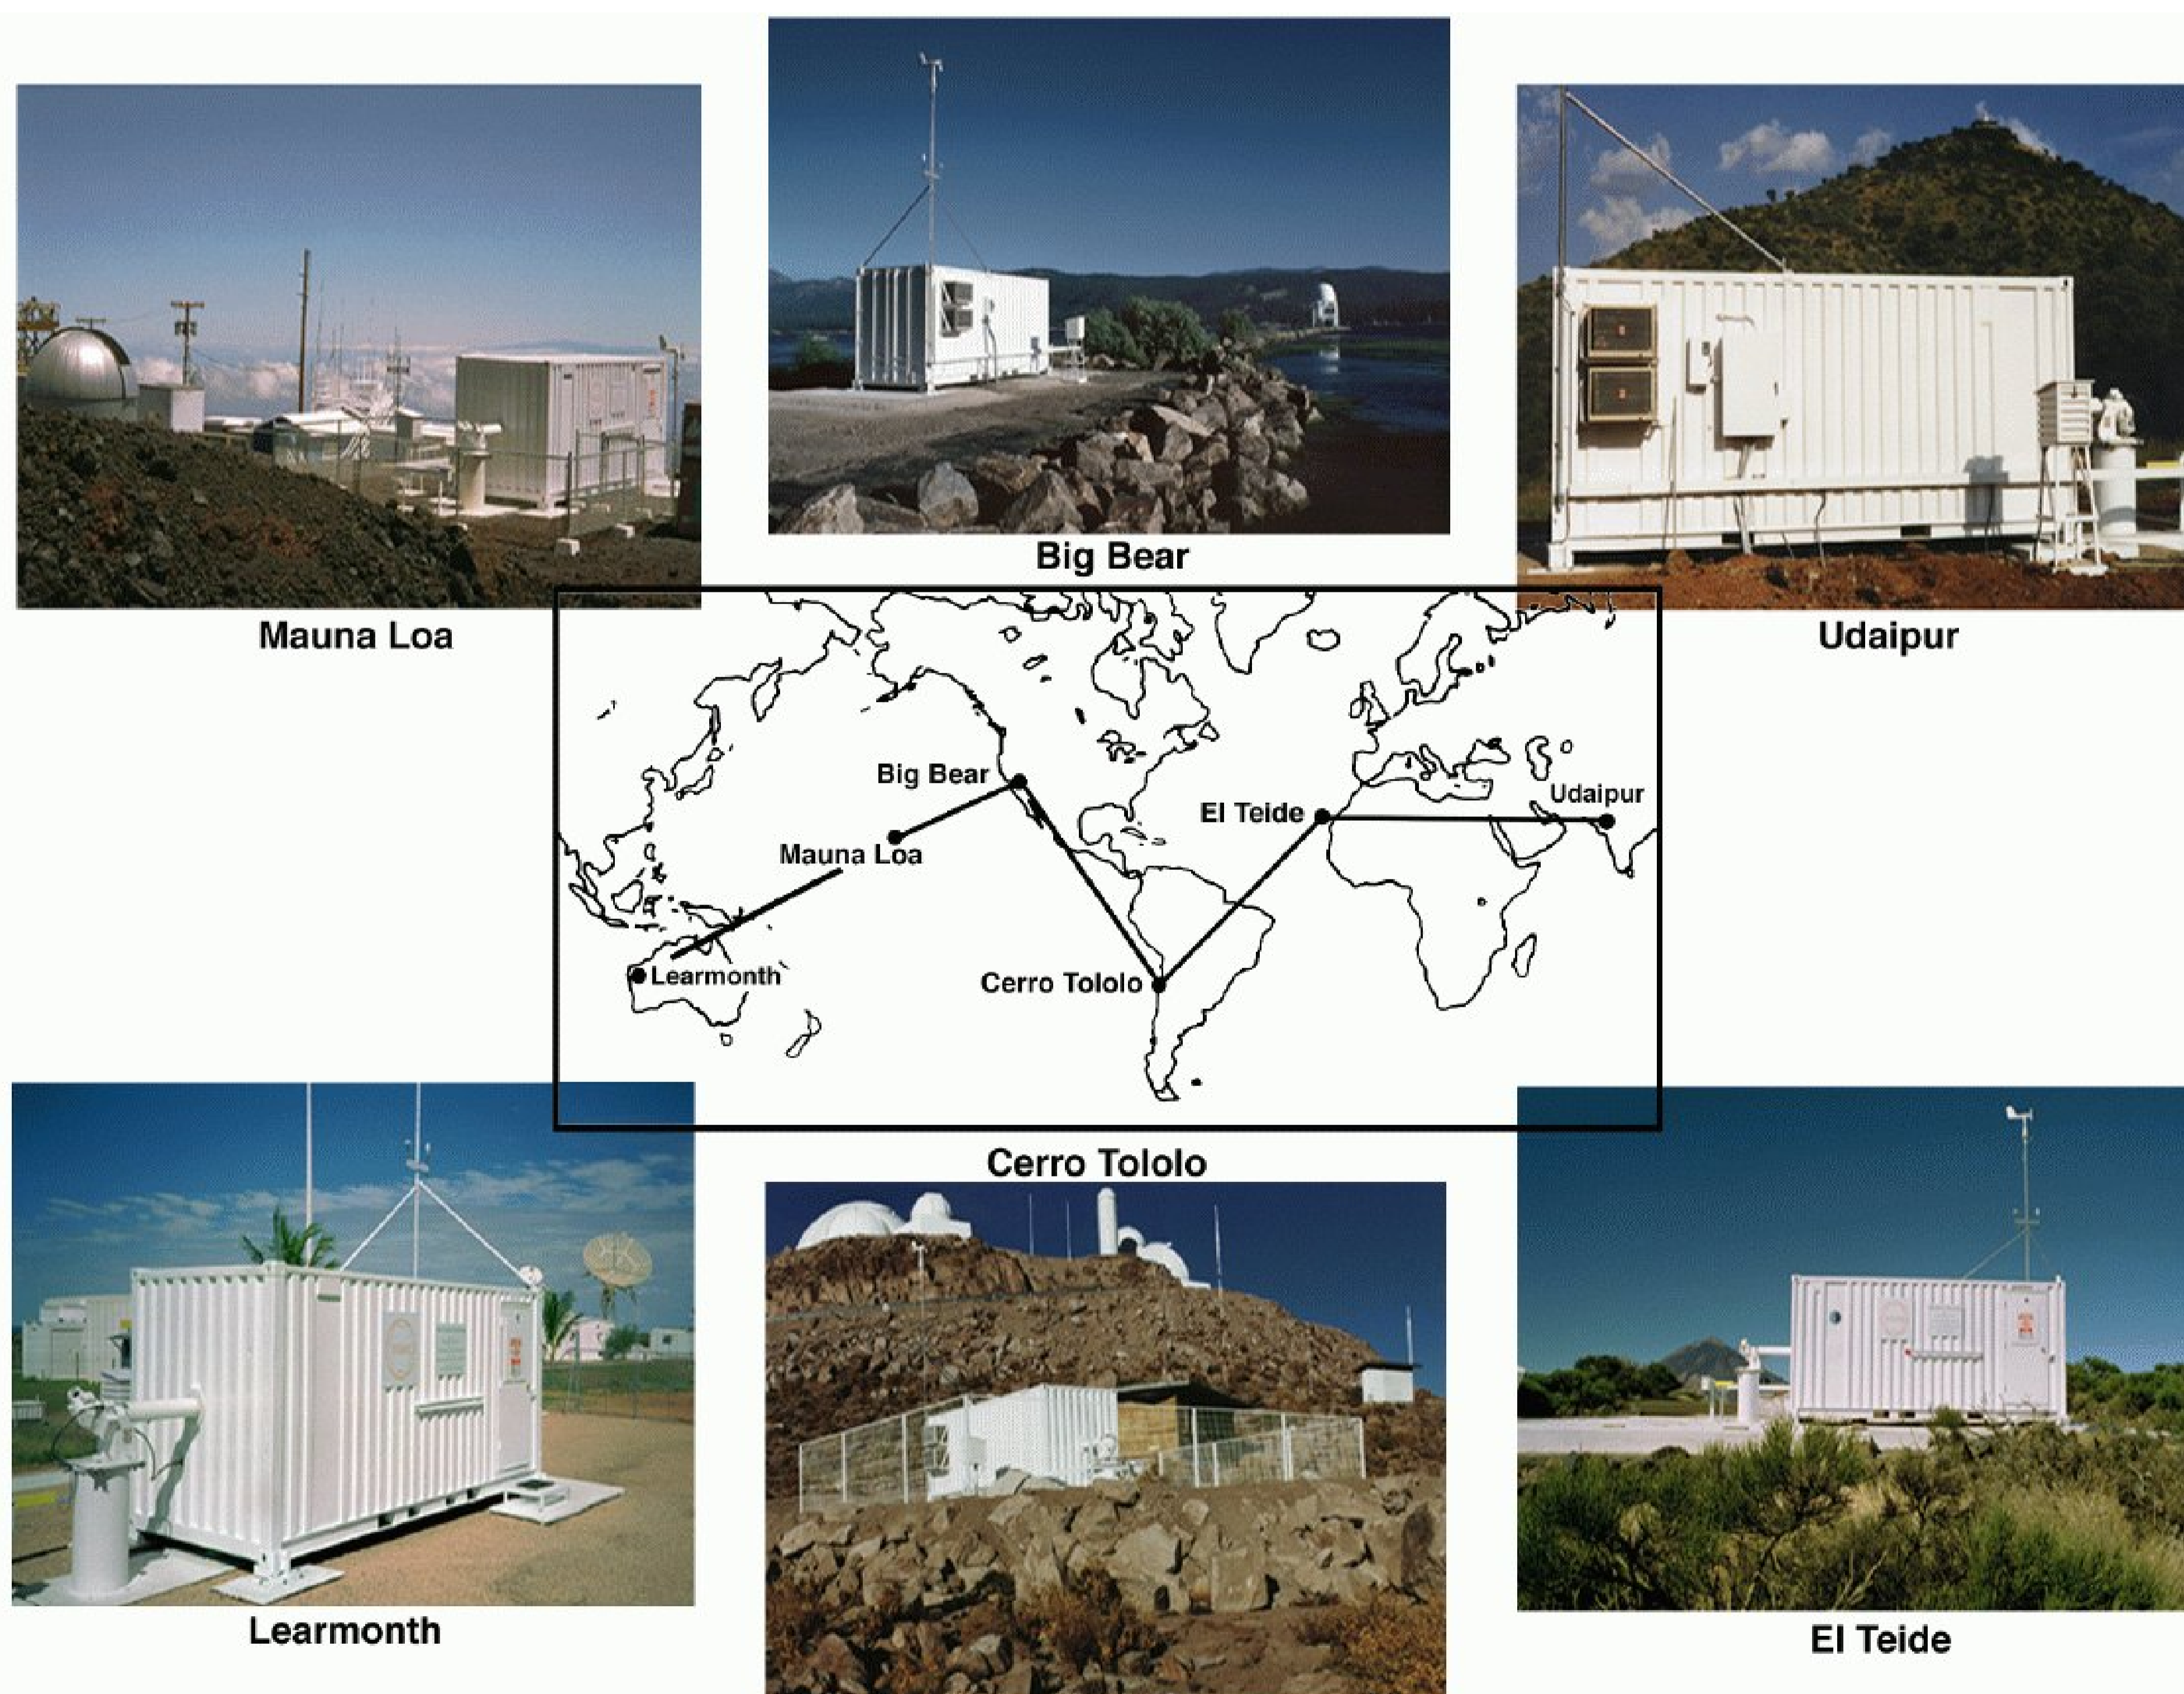 Big Bear
Mauna Loa
Udaipur
Big Bear
Udaipur
El Teide
Mauna Loa
Learmonth
Cerro Tololo
Cerro Tololo
Learmonth
El Teide